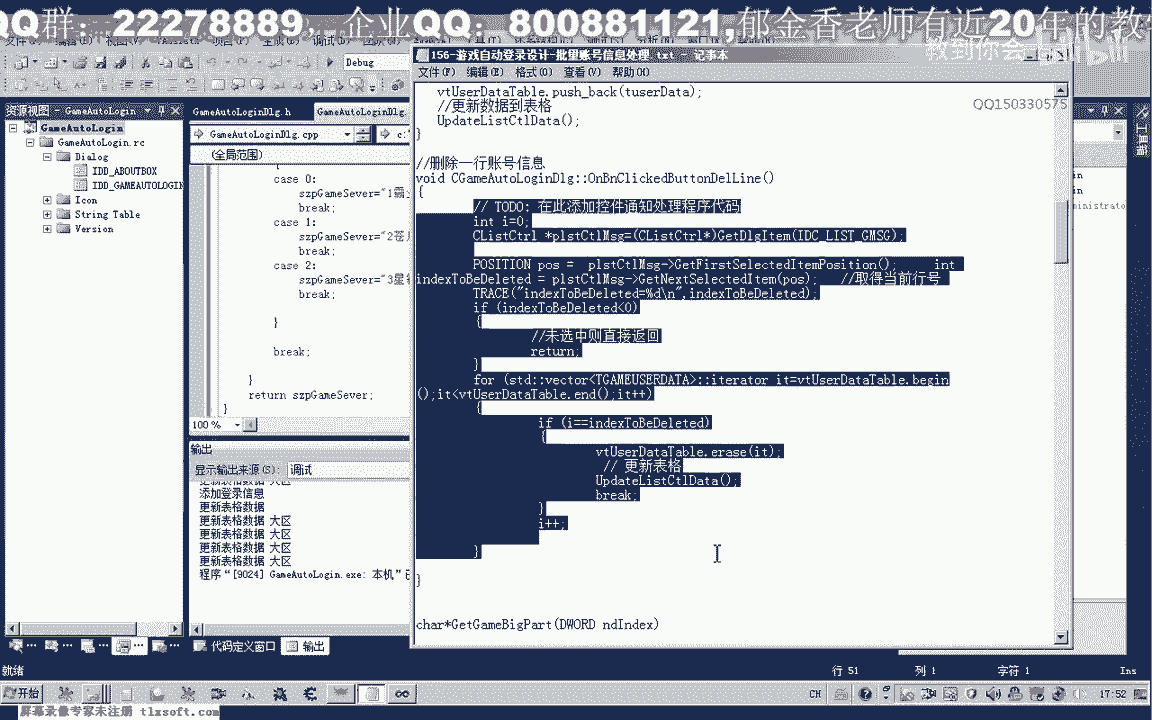 QQ群：22278889 企业QQ：800881121,郁金香老师有近20年的教
教到你会
bilibili
156-游戏自动登录设计-批里账号信息处理.txt - 记事本
文件(F) 编辑(E) 格式(O) 查看(V) 帮助(H)
QQ150330575
vtUserDataTable.push_back(tuserData);
//更新数据到表格
UpdateListCtlData();
}
//删除一行账号信息
void CGameAutoLoginDlg::OnBnClickedButtonDelLine()
{
// TODO: 在此添加控件通知处理程序代码
int i=0;
CListCtrl *plstCtlMsg=(CListCtrl*)GetDlgItem(IDC_LIST_GMSG);
POSITION pos = plstCtlMsg->GetFirstSelectedItemPosition(); int
indexToBeDeleted = plstCtlMsg->GetNextSelectedItem(pos); //取得当前行号
TRACE("indexToBeDeleted=%d\n",indexToBeDeleted);
if (indexToBeDeleted<0)
{
//未选中则直接返回
return;
}
for (std::vector<TGAMEUSERDATA>::iterator it=vtUserDataTable.begin
();it<vtUserDataTable.end();it++)
{
if (i==indexToBeDeleted)
{
vtUserDataTable.erase(it);
// 更新表格
UpdateListCtlData();
break;
}
i++;
}
}
char*GetGameBigPart(DWORD ndIndex)
Debug
资源视图 - GameAutoLogin
GameAutoLogin
GameAutoLogin.rc
Dialog
IDD_ABOUTBOX
IDD_GAMEAUTOLOGIN
Icon
String Table
Version
GameAutoLoginDlg.h GameAutoLoginDlg.
GameAutoLoginDlg.cpp
(全局范围)
case 0:
szpGameSever="1霸
break;
case 1:
szpGameSever="2苍
break;
case 2:
szpGameSever="3星
break;
}
break;
}
return szpGameSever;
}
100 %
输出
显示输出来源(S): 调试
更新表格数据 大区
添加登录信息
更新表格数据
更新表格数据 大区
更新表格数据 大区
更新表格数据 大区
更新表格数据 大区
程序“[9024] GameAutoLogin.exe: 本机”已
代码定义窗口 输出
工具箱
就绪
行 51 列 1 字符 1 Ins
开始 CH 17:52
屏幕录像专家未注册 tlxsoft.com